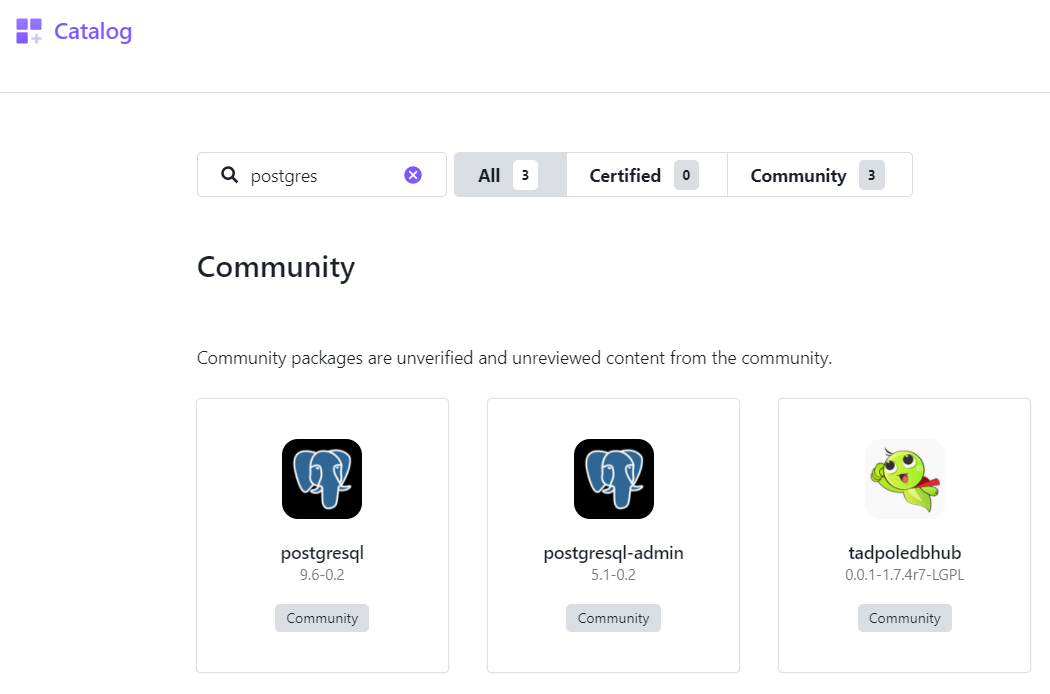 Catalog
postgres
All 3
Certified 0
Community 3
Community
Community packages are unverified and unreviewed content from the community.
postgresql
9.6-0.2
Community
postgresql-admin
5.1-0.2
Community
tadpoledbhub
0.0.1-1.7.4r7-LGPL
Community